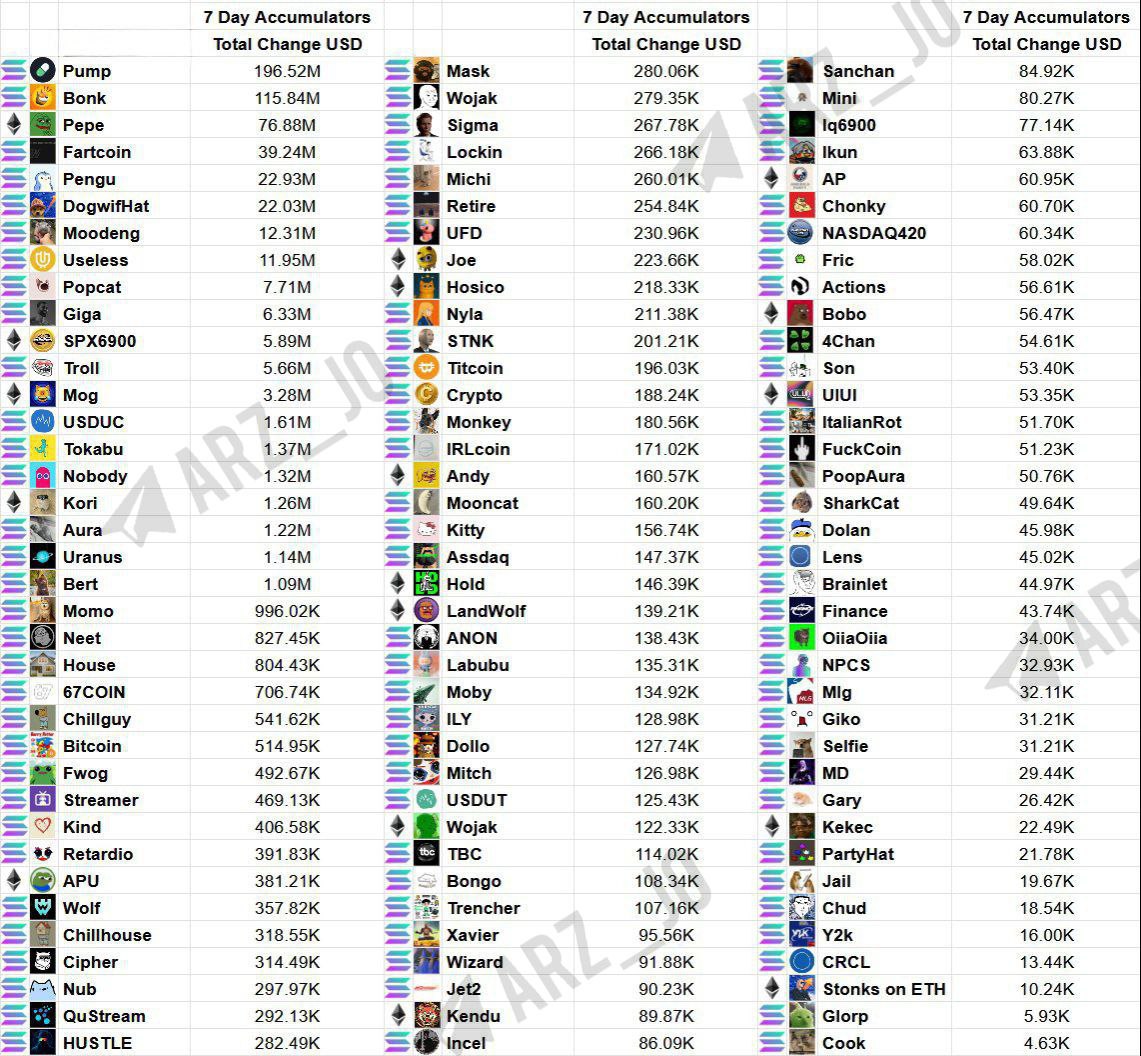 7 Day Accumulators 7 Day Accumulators 7 Day Accumulators
Total Change USD Total Change USD Total Change USD
Pump 196.52M Mask 280.06K Sanchan 84.92K
Bonk 115.84M Wojak 279.35K Mini 80.27K
Pepe 76.88M Sigma 267.78K Iq6900 77.14K
Fartcoin 39.24M Lockin 266.18K Ikun 63.88K
Pengu 22.93M Michi 260.01K AP 60.95K
DogwifHat 22.03M Retire 254.84K Chonky 60.70K
Moodeng 12.31M UFD 230.96K NASDAQ420 60.34K
Useless 11.95M Joe 223.66K Fric 58.02K
Popcat 7.71M Hosico 218.33K Actions 56.61K
Giga 6.33M Nyla 211.38K Bobo 56.47K
SPX6900 5.89M STNK 201.21K 4Chan 54.61K
Troll 5.66M Titcoin 196.03K Son 53.40K
Mog 3.28M Crypto 188.24K UlUl 53.35K
USDUC 1.61M Monkey 180.56K ItalianRot 51.70K
Tokabu 1.37M IRLcoin 171.02K FuckCoin 51.23K
Nobody 1.32M Andy 160.57K PoopAura 50.76K
Kori 1.26M Mooncat 160.20K SharkCat 49.64K
Aura 1.22M Kitty 156.74K Dolan 45.98K
Uranus 1.14M Assdaq 147.37K Lens 45.02K
Bert 1.09M Hold 146.39K Brainlet 44.97K
Momo 996.02K LandWolf 139.21K Finance 43.74K
Neet 827.45K ANON 138.43K OiiaOiia 34.00K
House 804.43K Labubu 135.31K NPCS 32.93K
67COIN 706.74K Moby 134.92K Mlg 32.11K
Chillguy 541.62K ILY 128.98K Giko 31.21K
Bitcoin 514.95K Dollo 127.74K Selfie 31.21K
Fwog 492.67K Mitch 126.98K MD 29.44K
Streamer 469.13K USDUT 125.43K Gary 26.42K
Kind 406.58K Wojak 122.33K Kekec 22.49K
Retardio 391.83K tbc TBC 114.02K PartyHat 21.78K
APU 381.21K Bongo 108.34K Jail 19.67K
Wolf 357.82K Trencher 107.16K Chud 18.54K
Chillhouse 318.55K Xavier 95.56K Y2k 16.00K
Cipher 314.49K Wizard 91.88K CRCL 13.44K
Nub 297.97K Jet2 90.23K Stonks on ETH 10.24K
QuStream 292.13K Kendu 89.87K Glorp 5.93K
HUSTLE 282.49K Incel 86.09K Cook 4.63K
ARZ_JO
ARZ_JO
ARZ_JO